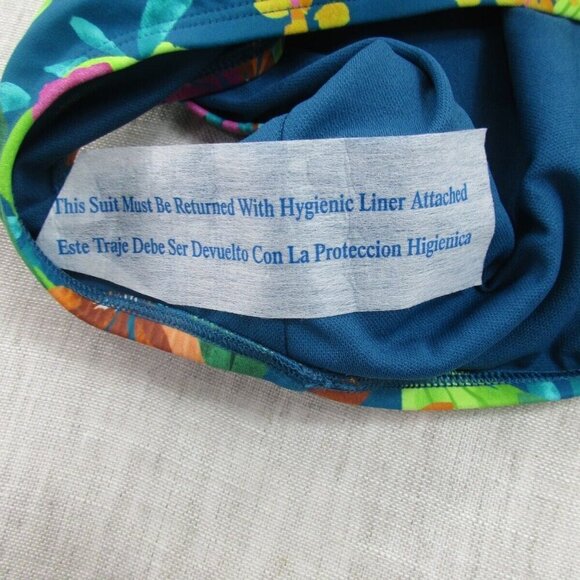 This Suit Must Be Returned With Hygienic Liner Attached
Este Traje Debe Ser Devuelto Con La Proteccion Higienica